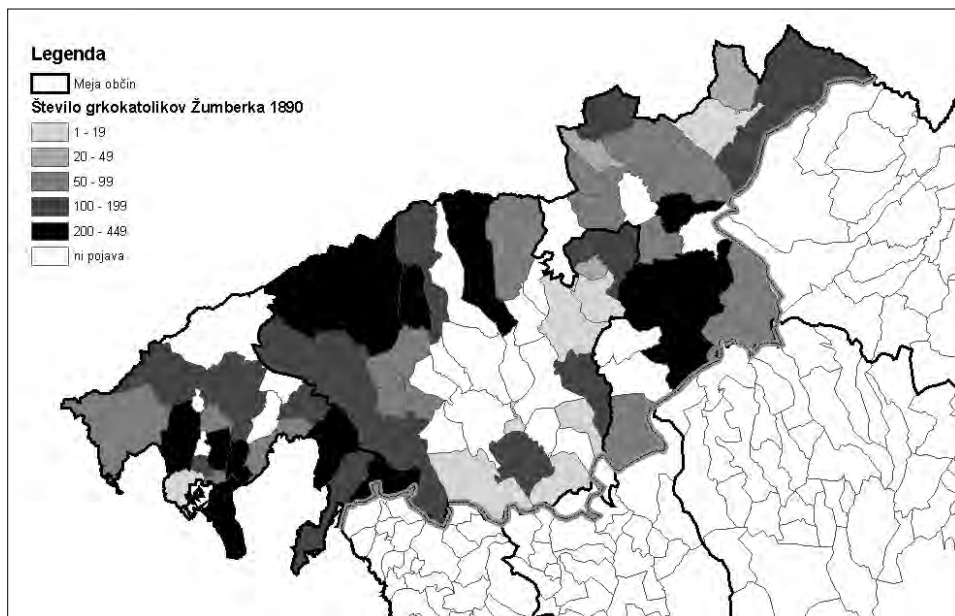 Legenda
Meja občin
Število grkokatolikov Žumberka 1890
1 - 19
20 - 49
50 - 99
100 - 199
200 - 449
ni pojava